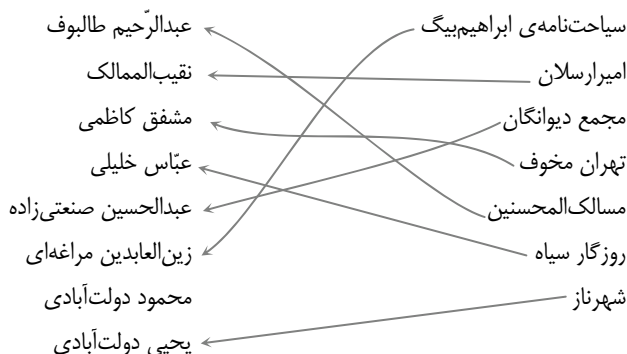 سیاحت‌نامه‌ی ابراهیم‌بیگ
امیرارسلان
مجمع دیوانگان
تهران مخوف
مسالک‌المحسنین
روزگار سیاه
شهرناز
عبدالرّحیم طالبوف
نقیب‌الممالک
مشفق کاظمی
عبّاس خلیلی
عبدالحسین صنعتی‌زاده
زین‌العابدین مراغه‌ای
محمود دولت‌آبادی
یحیی دولت‌آبادی